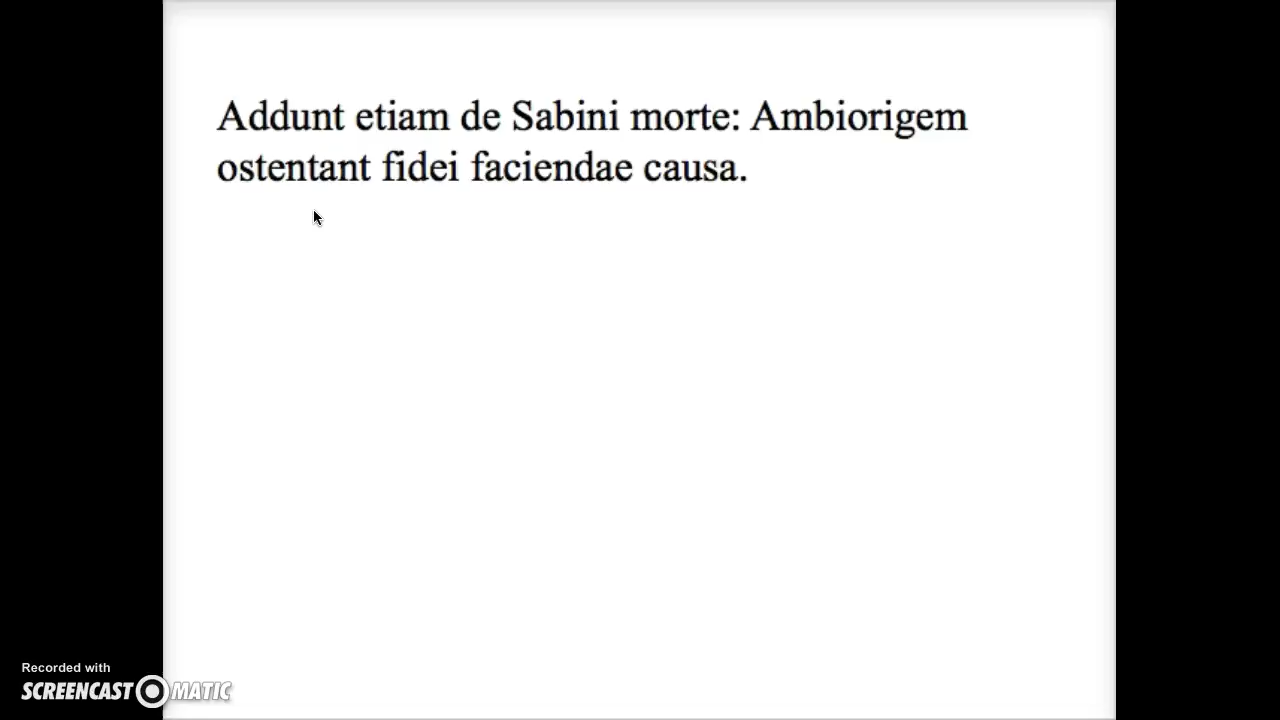 Addunt etiam de Sabini morte: Ambiorigem
ostentant fidei faciendae causa.
Recorded with
SCREENCAST MATIC